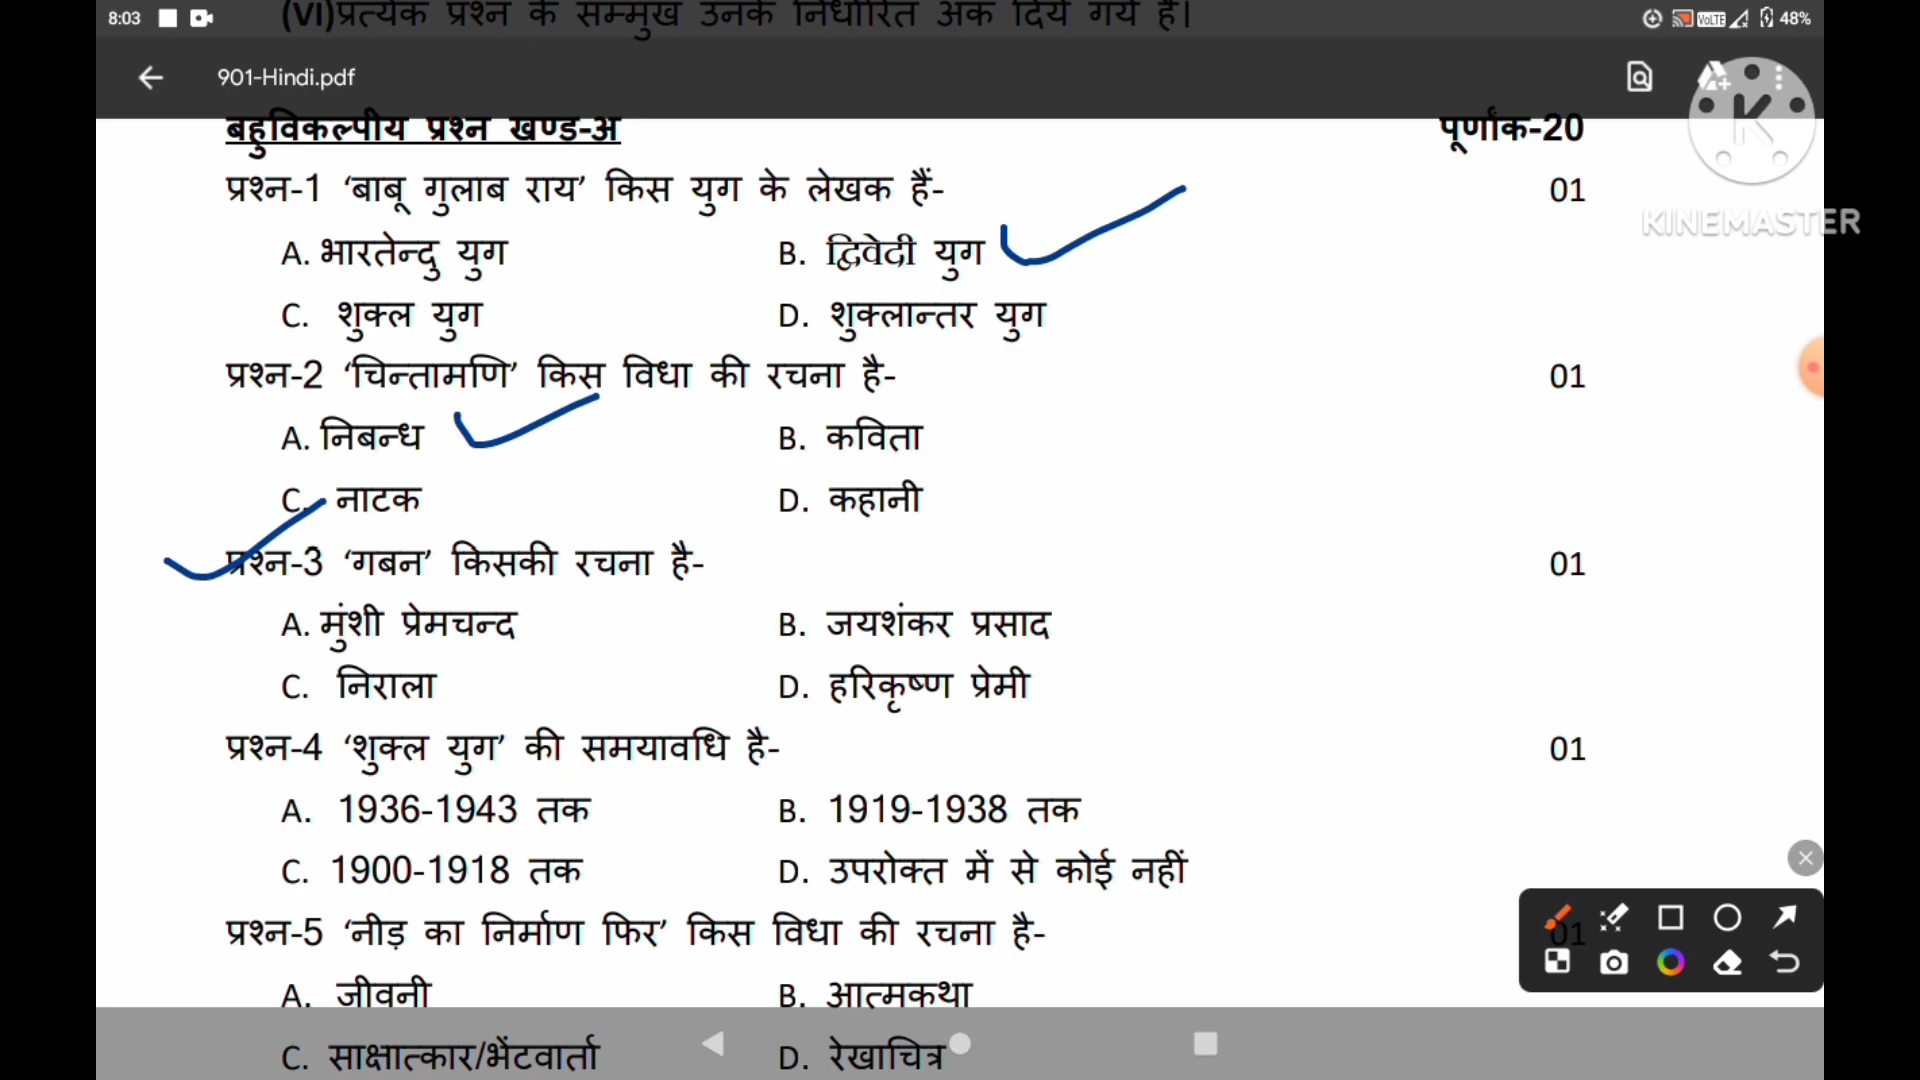 8:03 VoLTE 48%
(VI)प्रत्येक प्रश्न के सम्मुख उनके निर्धारित अंक दिये गये हैं।
901-Hindi.pdf
बहुविकल्पीय प्रश्न खण्ड-अ पूर्णांक-20
प्रश्न-1 ‘बाबू गुलाब राय’ किस युग के लेखक हैं- 01
KINEMASTER
A. भारतेन्दु युग B. द्विवेदी युग
C. शुक्ल युग D. शुक्लान्तर युग
प्रश्न-2 ‘चिन्तामणि’ किस विधा की रचना है- 01
A. निबन्ध B. कविता
C. नाटक D. कहानी
प्रश्न-3 ‘गबन’ किसकी रचना है- 01
A. मुंशी प्रेमचन्द B. जयशंकर प्रसाद
C. निराला D. हरिकृष्ण प्रेमी
प्रश्न-4 ‘शुक्ल युग’ की समयावधि है- 01
A. 1936-1943 तक B. 1919-1938 तक
C. 1900-1918 तक D. उपरोक्त में से कोई नहीं
प्रश्न-5 ‘नीड़ का निर्माण फिर’ किस विधा की रचना है- 01
A. जीवनी B. आत्मकथा
C. साक्षात्कार/भेंटवार्ता D. रेखाचित्र